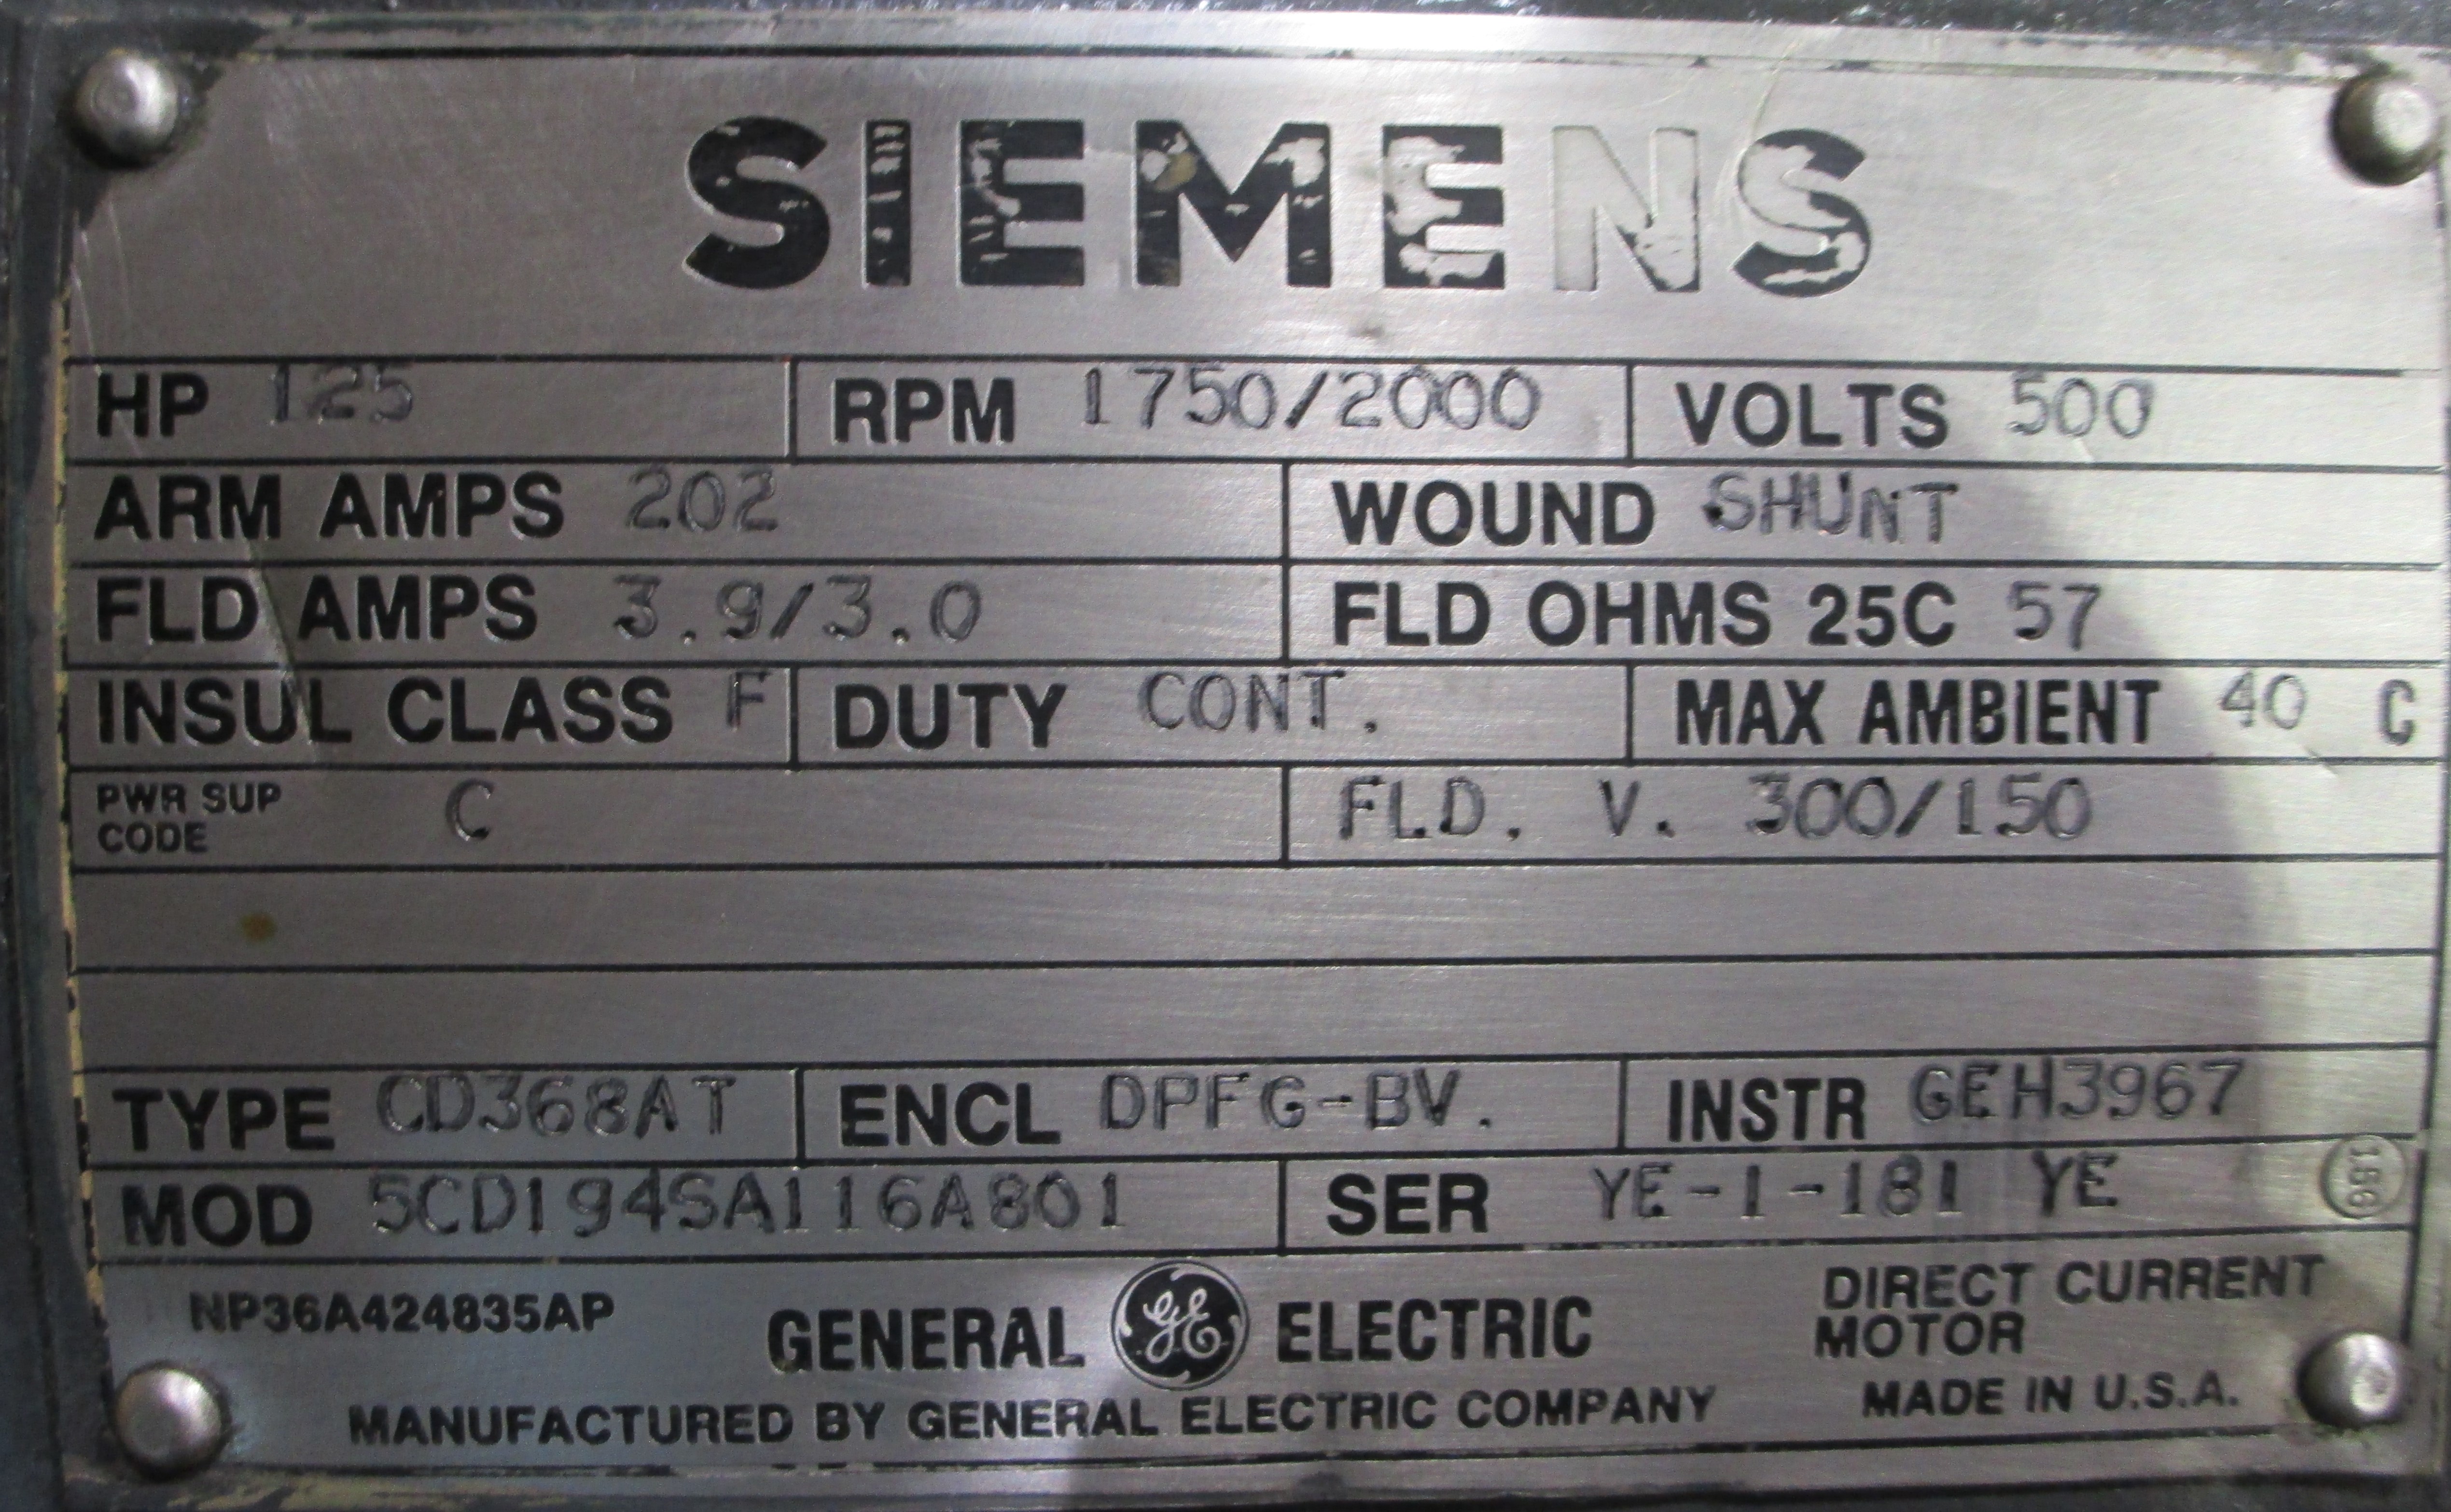 SIEMENS
HP 125 RPM 1750/2000 VOLTS 500
ARM AMPS 202 WOUND SHUNT
FLD AMPS 3.9/3.0 FLD OHMS 25C 57
INSUL CLASS F DUTY CONT. MAX AMBIENT 40 C
PWR SUP CODE C FLD. V. 300/150
TYPE CD368AT ENCL DPFG-BV. INSTR GEH3967
MOD 5CD194SA116A801 SER YE-1-181 YE
186
NP36A424835AP GENERAL GE ELECTRIC DIRECT CURRENT MOTOR
MANUFACTURED BY GENERAL ELECTRIC COMPANY MADE IN U.S.A.